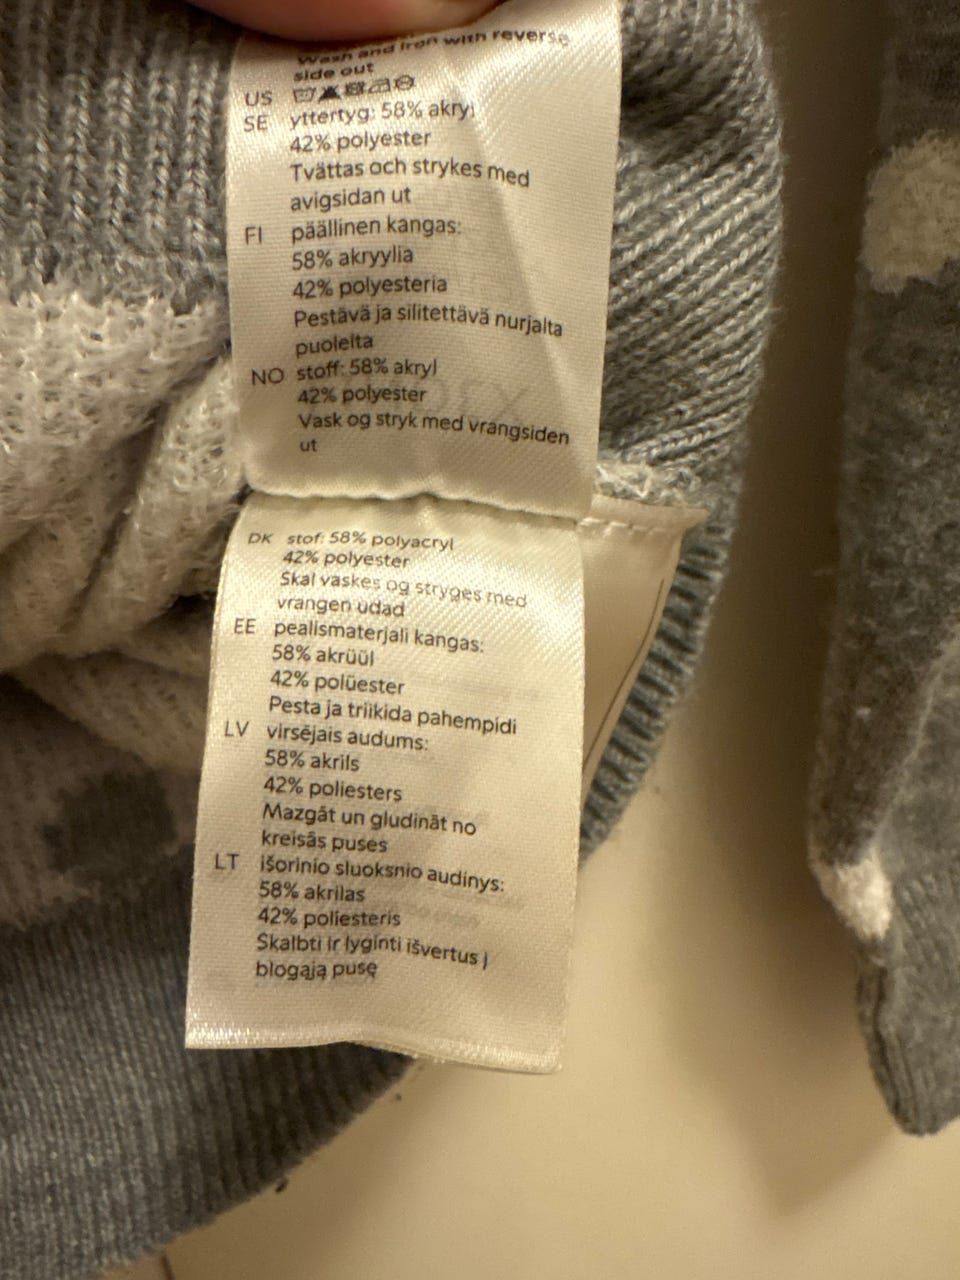 Wash and iron with reverse
side out
US
SE yttertyg: 58% akryl
42% polyester
Tvättas och strykes med
avigsidan ut
FI päällinen kangas:
58% akryylia
42% polyesteria
Pestävä ja silitettävä nurjalta
puolelta
NO stoff: 58% akryl
42% polyester
Vask og stryk med vrangsiden
ut
DK stof: 58% polyacryl
42% polyester
Skal vaskes og stryges med
vrangen udad
EE pealismaterjali kangas:
58% akrüül
42% polüester
Pesta ja triikida pahempidi
LV virsējais audums:
58% akrils
42% poliesters
Mazgāt un gludināt no
kreisās puses
LT išorinio sluoksnio audinys:
58% akrilas
42% poliesteris
Skalbti ir lyginti išvertus į
blogąją pusę